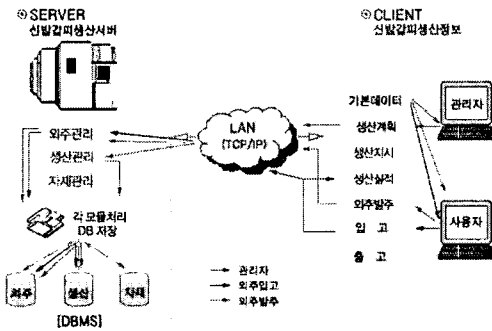 ⊙ SERVER
신발갑피생산서버
외주관리
생산관리
자재관리
각 모듈처리
DB 저장
외주
생산
자재
[DBMS]
LAN
(TCP/IP)
관리자
외주입고
외주발주
⊙ CLIENT
신발갑피생산정보
기본데이터
생산계획
생산지시
생산실적
외주발주
입 고
출 고
관리자
사용자